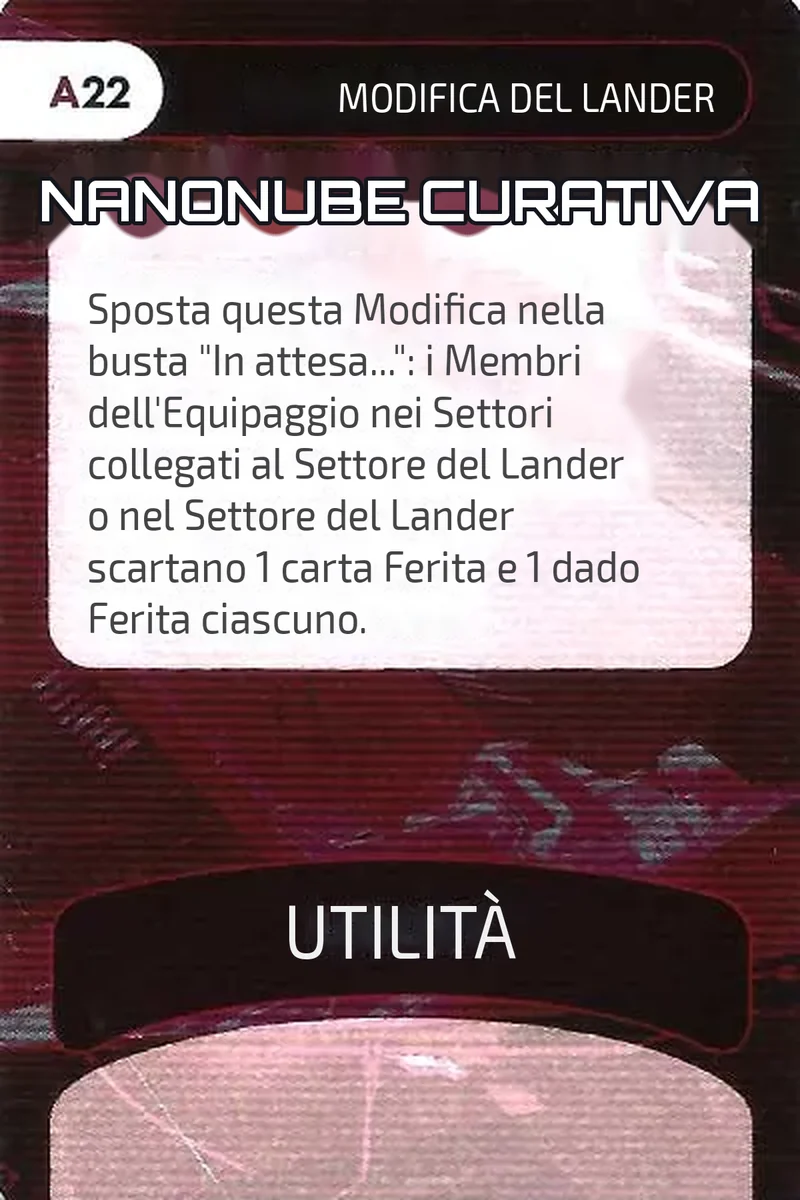 A22
MODIFICA DEL LANDER
NANONUBE CURATIVA
Sposta questa Modifica nella
busta "In attesa...": i Membri
dell'Equipaggio nei Settori
collegati al Settore del Lander
o nel Settore del Lander
scartano 1 carta Ferita e 1 dado
Ferita ciascuno.
UTILITÀ